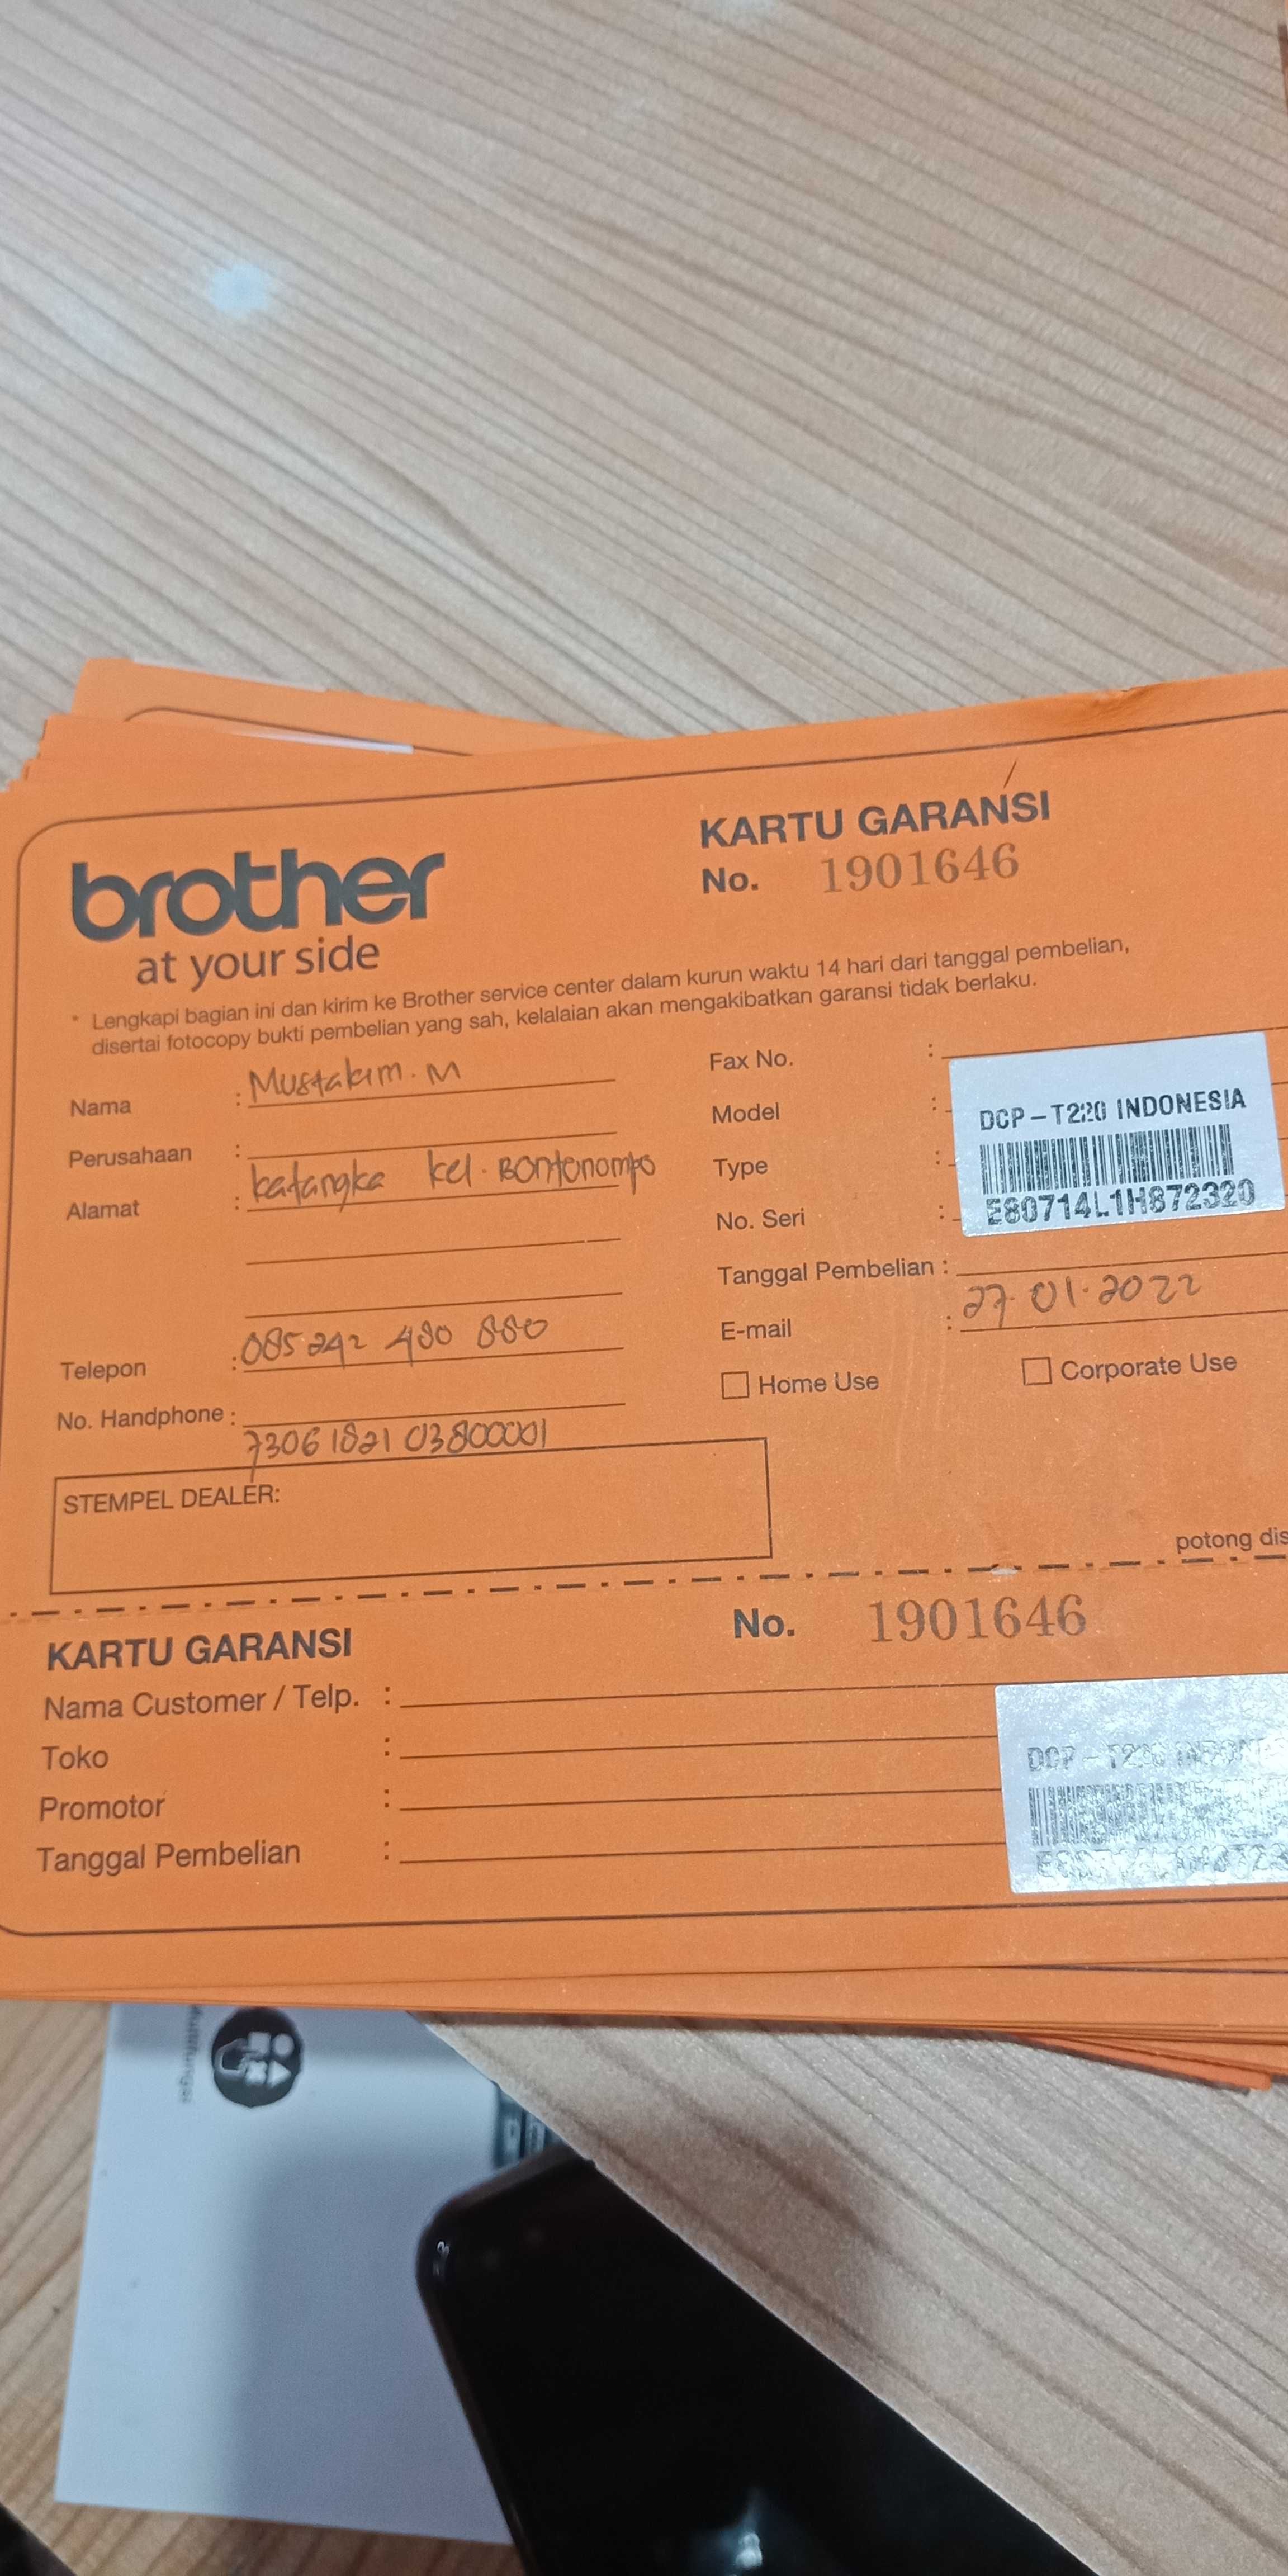 brother
at your side
KARTU GARANSI
No. 1901646
* Lengkapi bagian ini dan kirim ke Brother service center dalam kurun waktu 14 hari dari tanggal pembelian,
disertai fotocopy bukti pembelian yang sah, kelalaian akan mengakibatkan garansi tidak berlaku.
Nama : Mustakim. M
Perusahaan :
Alamat : katangka kel. Bontonompo
Telepon : 085 242 480 880
No. Handphone :
7306 1821 03800001
STEMPEL DEALER:
Fax No. :
Model :
Type :
No. Seri :
DCP-T220 INDONESIA
E80714L1H872320
Tanggal Pembelian :
E-mail : 27.01.2022
Home Use
Corporate Use
potong dis
KARTU GARANSI
No. 1901646
Nama Customer / Telp. :
Toko :
Promotor :
Tanggal Pembelian :